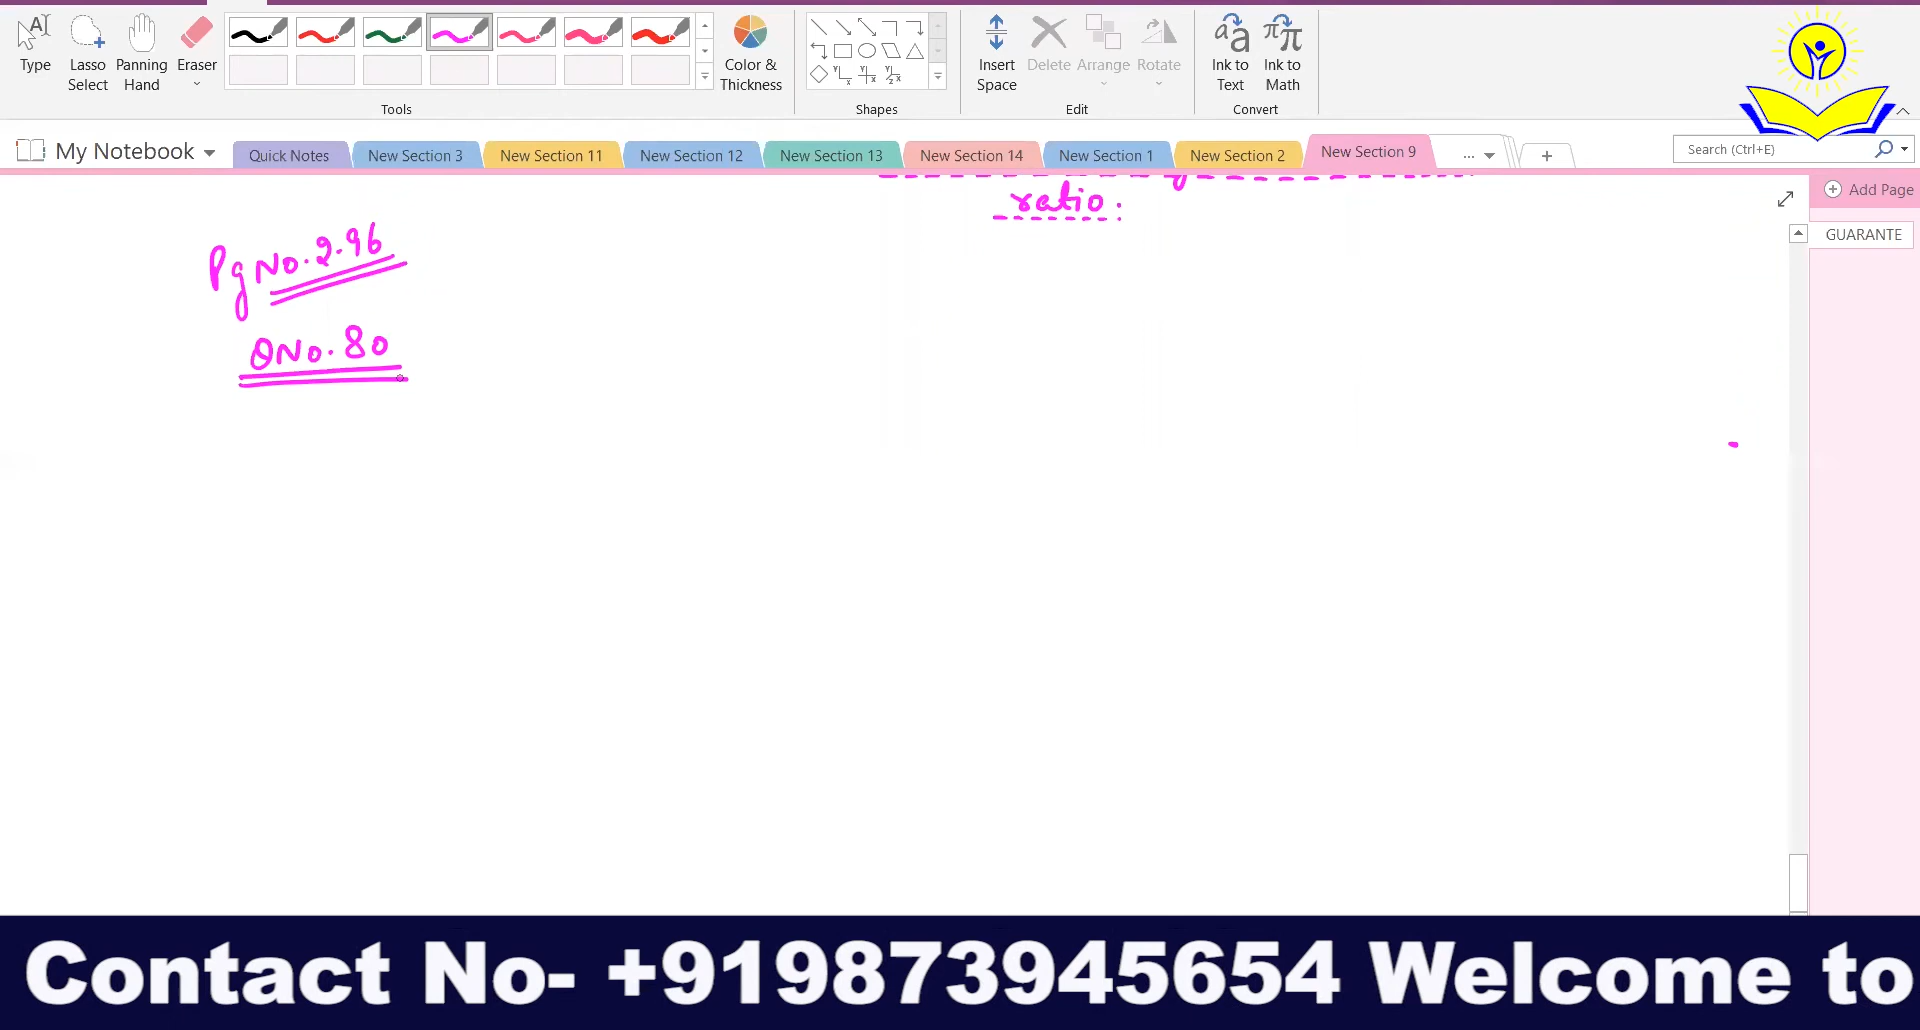 Type
Lasso Select
Panning Hand
Eraser
Color & Thickness
Insert Space
Delete
Arrange
Rotate
Ink to Text
Ink to Math
Tools
Shapes
Edit
Convert
My Notebook
Quick Notes
New Section 3
New Section 11
New Section 12
New Section 13
New Section 14
New Section 1
New Section 2
New Section 9
...
Search (Ctrl+E)
Add Page
GUARANTE
ratio.
Pg No. 2.96
QNo. 80
Contact No- +919873945654 Welcome to